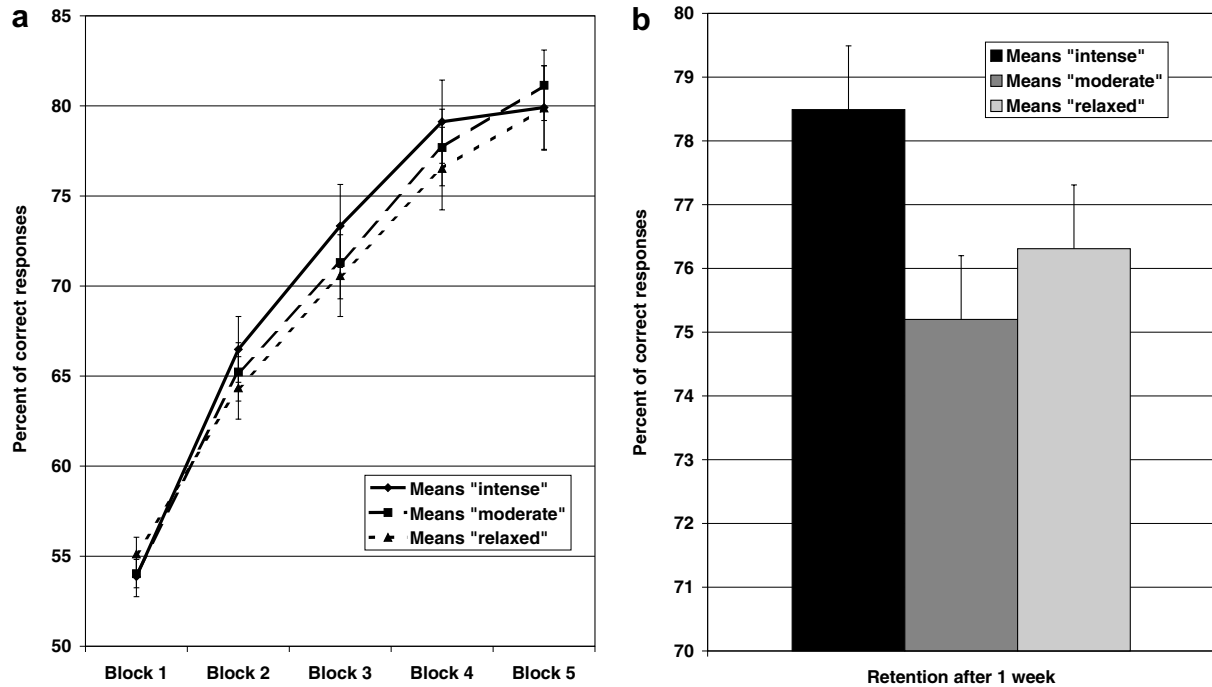 a
85
80
75
70
65
60
55
50
Percent of correct responses
Means "intense"
Means "moderate"
Means "relaxed"
Block 1 Block 2 Block 3 Block 4 Block 5
b
80
79
78
77
76
75
74
73
72
71
70
Percent of correct responses
Means "intense"
Means "moderate"
Means "relaxed"
Retention after 1 week